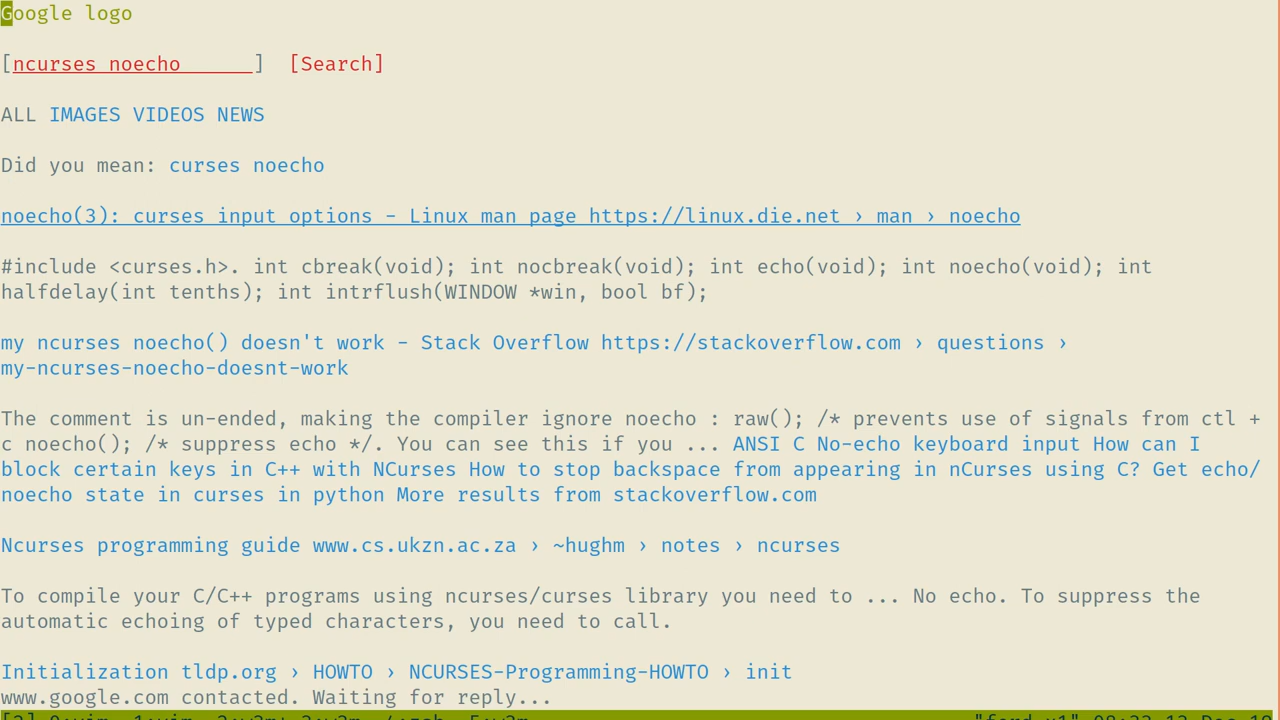 Google logo
[ncurses noecho      ]  [Search]
ALL IMAGES VIDEOS NEWS
Did you mean: curses noecho
noecho(3): curses input options - Linux man page https://linux.die.net › man › noecho
#include <curses.h>. int cbreak(void); int nocbreak(void); int echo(void); int noecho(void); int
halfdelay(int tenths); int intrflush(WINDOW *win, bool bf);
my ncurses noecho() doesn't work - Stack Overflow https://stackoverflow.com › questions ›
my-ncurses-noecho-doesnt-work
The comment is un-ended, making the compiler ignore noecho : raw(); /* prevents use of signals from ctl +
c noecho(); /* suppress echo */. You can see this if you ... ANSI C No-echo keyboard input How can I
block certain keys in C++ with NCurses How to stop backspace from appearing in nCurses using C? Get echo/
noecho state in curses in python More results from stackoverflow.com
Ncurses programming guide www.cs.ukzn.ac.za › ~hughm › notes › ncurses
To compile your C/C++ programs using ncurses/curses library you need to ... No echo. To suppress the
automatic echoing of typed characters, you need to call.
Initialization tldp.org › HOWTO › NCURSES-Programming-HOWTO › init
www.google.com contacted. Waiting for reply...